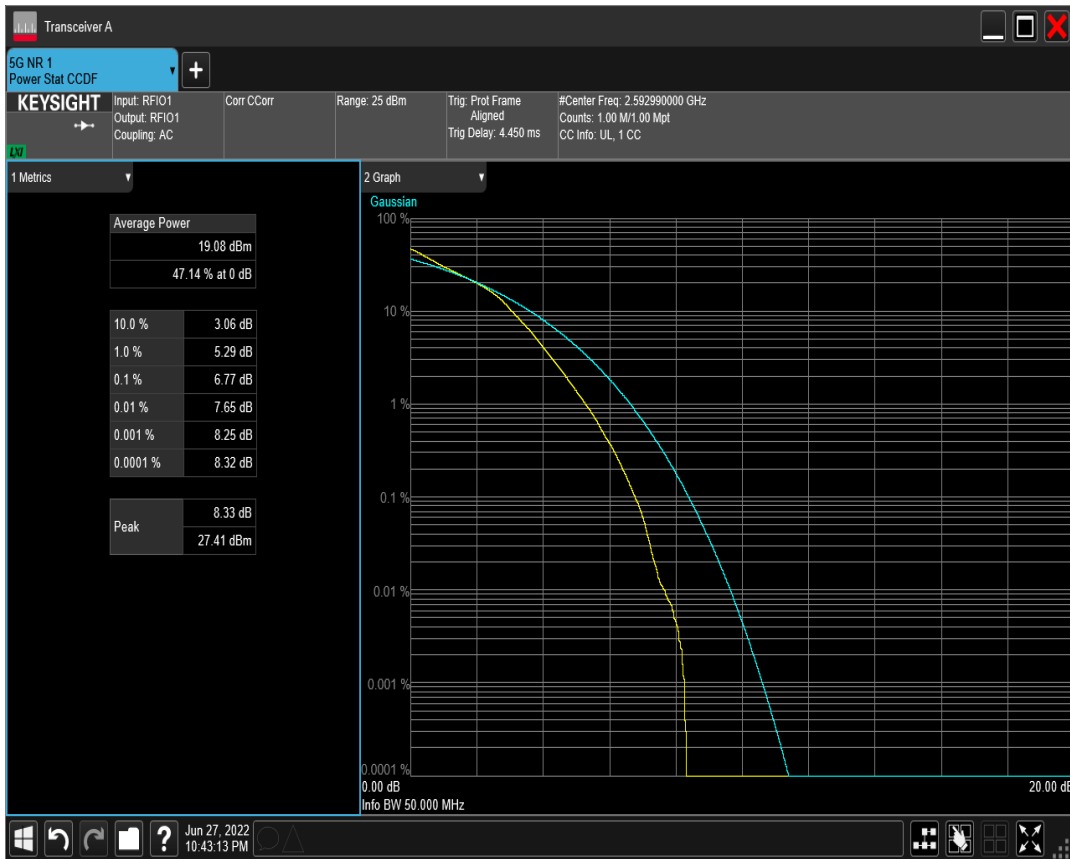 Transceiver A
5G NR 1
Power Stat CCDF
+
KEYSIGHT
LXI
Input: RFIO1
Output: RFIO1
Coupling: AC
Corr CCorr
Range: 25 dBm
Trig: Prot Frame
Aligned
Trig Delay: 4.450 ms
#Center Freq: 2.592990000 GHz
Counts: 1.00 M/1.00 Mpt
CC Info: UL, 1 CC
1 Metrics
Average Power
19.08 dBm
47.14 % at 0 dB
10.0 % 3.06 dB
1.0 % 5.29 dB
0.1 % 6.77 dB
0.01 % 7.65 dB
0.001 % 8.25 dB
0.0001 % 8.32 dB
Peak
8.33 dB
27.41 dBm
2 Graph
Gaussian
100 %
10 %
1 %
0.1 %
0.01 %
0.001 %
0.0001 %
0.00 dB
20.00 dB
Info BW 50.000 MHz
?
Jun 27, 2022
10:43:13 PM